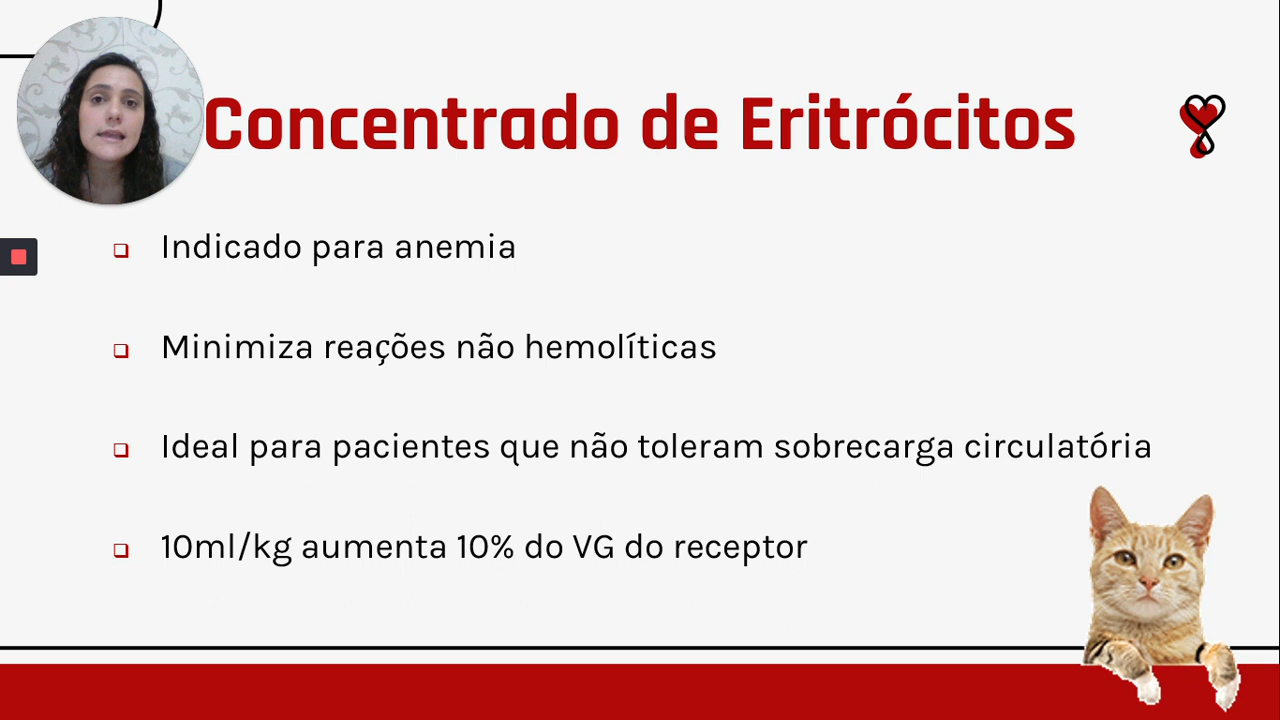 Concentrado de Eritrócitos
Indicado para anemia
Minimiza reações não hemolíticas
Ideal para pacientes que não toleram sobrecarga circulatória
10ml/kg aumenta 10% do VG do receptor